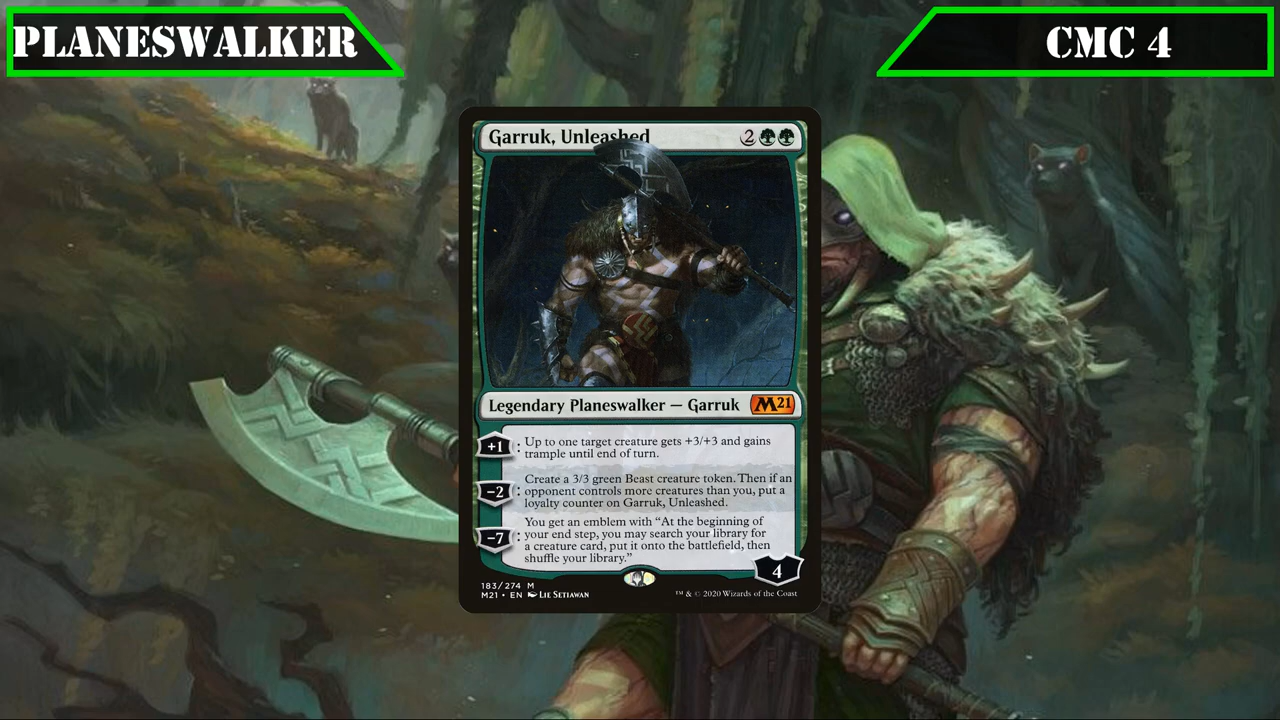 PLANESWALKER
CMC 4
Garruk, Unleashed 2
Legendary Planeswalker — Garruk M21
+1: Up to one target creature gets +3/+3 and gains
trample until end of turn.
-2: Create a 3/3 green Beast creature token. Then if an
opponent controls more creatures than you, put a
loyalty counter on Garruk, Unleashed.
-7: You get an emblem with “At the beginning of
your end step, you may search your library for
a creature card, put it onto the battlefield, then
shuffle your library.”
4
183/274 M
M21 • EN Lie Setiawan
™ & © 2020 Wizards of the Coast